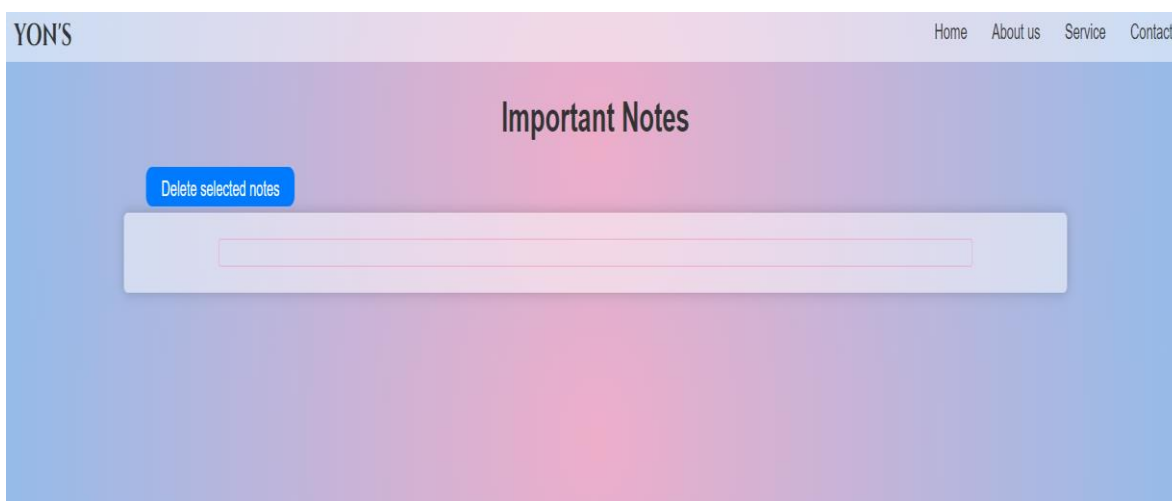 YON'S
Home About us Service Contact
Important Notes
Delete selected notes